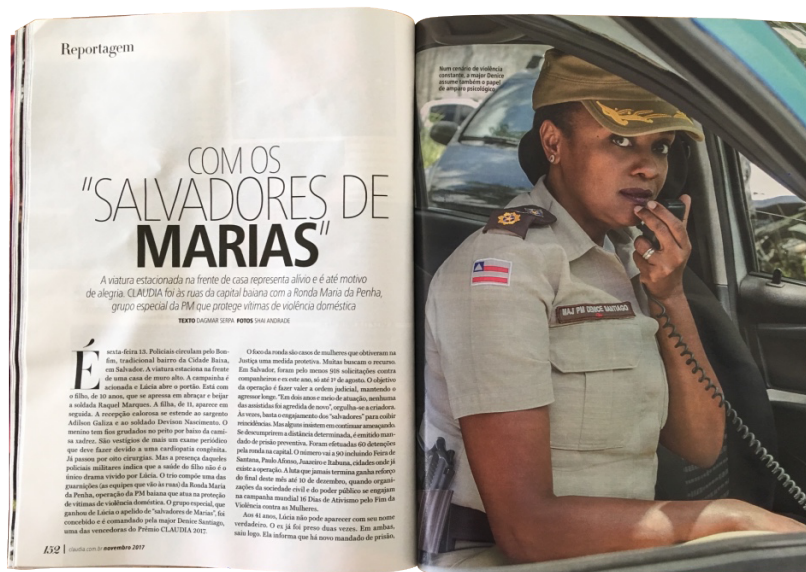 Reportagem
COM OS
"SALVADORES DE
MARIAS"
A viatura estacionada na frente de casa representa alívio e é até motivo
de alegria. CLAUDIA foi às ruas da capital baiana com a Ronda Maria da Penha,
grupo especial da PM que protege vítimas de violência doméstica
TEXTO DAGMAR SERPA FOTOS SHAI ANDRADE
É sexta-feira 13. Policiais circulam pelo Bon-
fim, tradicional bairro da Cidade Baixa,
em Salvador. A viatura estaciona na frente
de uma casa de muro alto. A campainha é
acionada e Lúcia abre o portão. Está com
o filho, de 10 anos, que se apressa em abraçar e beijar
a soldada Raquel Marques. A filha, de 11, aparece em
seguida. A recepção calorosa se estende ao sargento
Adilson Galiza e ao soldado Devison Nascimento. O
menino tem fios grudados no peito por baixo da cami-
sa xadrez. São vestígios de mais um exame periódico
que deve fazer devido a uma cardiopatia congênita.
Já passou por oito cirurgias. Mas a presença daqueles
policiais militares indica que a saúde do filho não é o
único drama vivido por Lúcia. O trio compõe uma das
guarnições (as equipes que vão às ruas) da Ronda Maria
da Penha, operação da PM baiana que atua na proteção
de vítimas de violência doméstica. O grupo especial, que
ganhou de Lúcia o apelido de "salvadores de Marias", foi
concebido e é comandado pela major Denice Santiago,
uma das vencedoras do Prêmio CLAUDIA 2017.
O foco da ronda são casos de mulheres que obtiveram na
Justiça uma medida protetiva. Muitas buscam o recurso.
Em Salvador, foram pelo menos 918 solicitações contra
companheiros e ex este ano, só até 1º de agosto. O objetivo
da operação é fazer valer a ordem judicial, mantendo o
agressor longe. "Em dois anos e meio de atuação, nenhuma
das assistidas foi agredida de novo", orgulha-se a criadora.
Às vezes, basta o engajamento dos "salvadores" para coibir
reincidências. Mas alguns insistem em continuar ameaçando.
Se descumprirem a distância determinada, é emitido man-
dado de prisão preventiva. Foram efetuadas 60 detenções
pela ronda na capital. O número vai a 90 incluindo Feira de
Santana, Paulo Afonso, Juazeiro e Itabuna, cidades onde já
existe a operação. A luta que jamais termina ganha reforço
do final deste mês até 10 de dezembro, quando organi-
zações da sociedade civil e do poder público se engajam
na campanha mundial 16 Dias de Ativismo pelo Fim da
Violência contra as Mulheres.
Aos 41 anos, Lúcia não pode aparecer com seu nome
verdadeiro. O ex já foi preso duas vezes. Em ambas,
saiu logo. Ela informa que há novo mandado de prisão.
152 | claudia.com.br novembro 2017
Num cenário de violência
constante, a major Denice
assume também o papel
de amparo psicológico
MAJ PM DENICE SANTIAGO